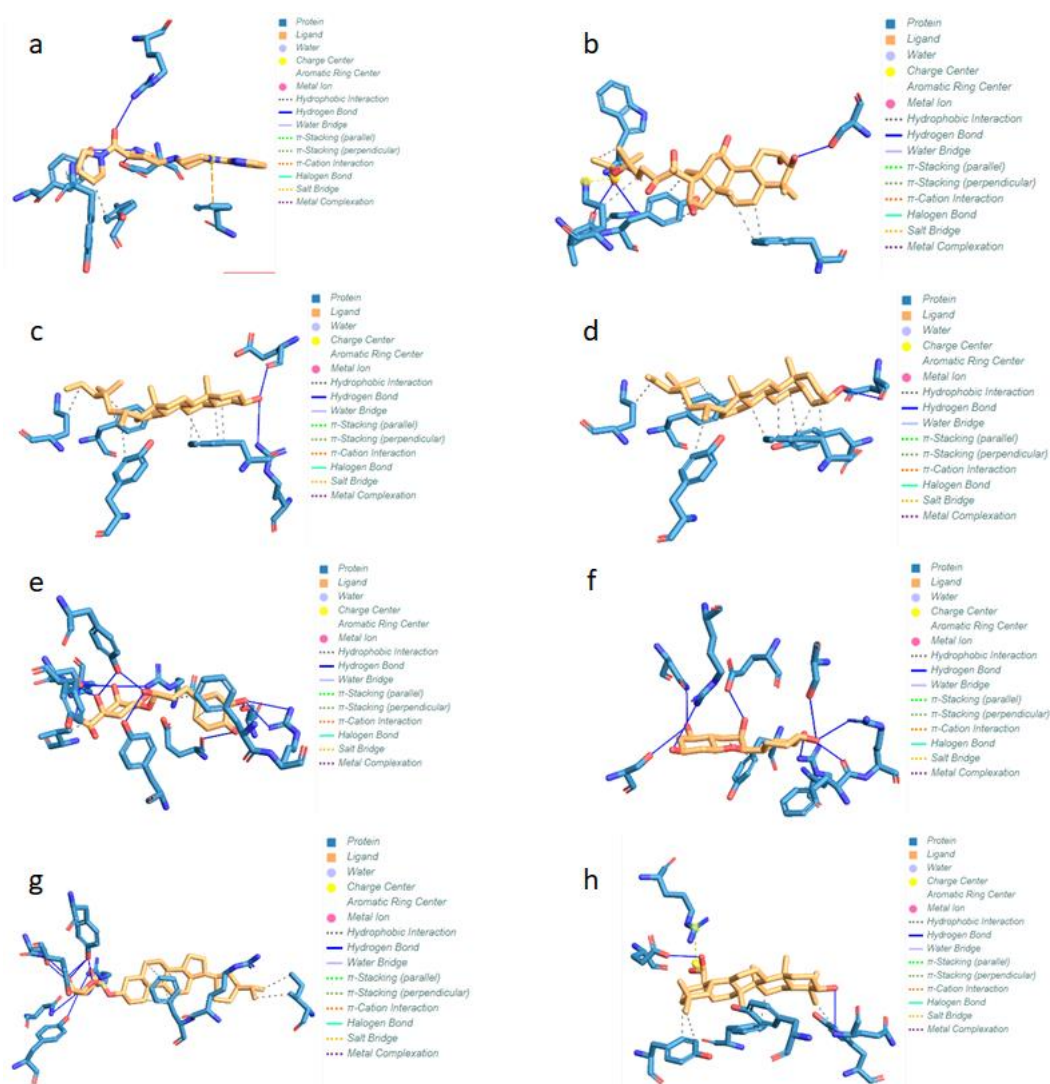 a
Protein
Ligand
Water
Charge Center
Aromatic Ring Center
Metal Ion
Hydrophobic Interaction
Hydrogen Bond
Water Bridge
π-Stacking (parallel)
π-Stacking (perpendicular)
π-Cation Interaction
Halogen Bond
Salt Bridge
Metal Complexation
b
Protein
Ligand
Water
Charge Center
Aromatic Ring Center
Metal Ion
Hydrophobic Interaction
Hydrogen Bond
Water Bridge
π-Stacking (parallel)
π-Stacking (perpendicular)
π-Cation Interaction
Halogen Bond
Salt Bridge
Metal Complexation
c
Protein
Ligand
Water
Charge Center
Aromatic Ring Center
Metal Ion
Hydrophobic Interaction
Hydrogen Bond
Water Bridge
π-Stacking (parallel)
π-Stacking (perpendicular)
π-Cation Interaction
Halogen Bond
Salt Bridge
Metal Complexation
d
Protein
Ligand
Water
Charge Center
Aromatic Ring Center
Metal Ion
Hydrophobic Interaction
Hydrogen Bond
Water Bridge
π-Stacking (parallel)
π-Stacking (perpendicular)
π-Cation Interaction
Halogen Bond
Salt Bridge
Metal Complexation
e
Protein
Ligand
Water
Charge Center
Aromatic Ring Center
Metal Ion
Hydrophobic Interaction
Hydrogen Bond
Water Bridge
π-Stacking (parallel)
π-Stacking (perpendicular)
π-Cation Interaction
Halogen Bond
Salt Bridge
Metal Complexation
f
Protein
Ligand
Water
Charge Center
Aromatic Ring Center
Metal Ion
Hydrophobic Interaction
Hydrogen Bond
Water Bridge
π-Stacking (parallel)
π-Stacking (perpendicular)
π-Cation Interaction
Halogen Bond
Salt Bridge
Metal Complexation
g
Protein
Ligand
Water
Charge Center
Aromatic Ring Center
Metal Ion
Hydrophobic Interaction
Hydrogen Bond
Water Bridge
π-Stacking (parallel)
π-Stacking (perpendicular)
π-Cation Interaction
Halogen Bond
Salt Bridge
Metal Complexation
h
Protein
Ligand
Water
Charge Center
Aromatic Ring Center
Metal Ion
Hydrophobic Interaction
Hydrogen Bond
Water Bridge
π-Stacking (parallel)
π-Stacking (perpendicular)
π-Cation Interaction
Halogen Bond
Salt Bridge
Metal Complexation